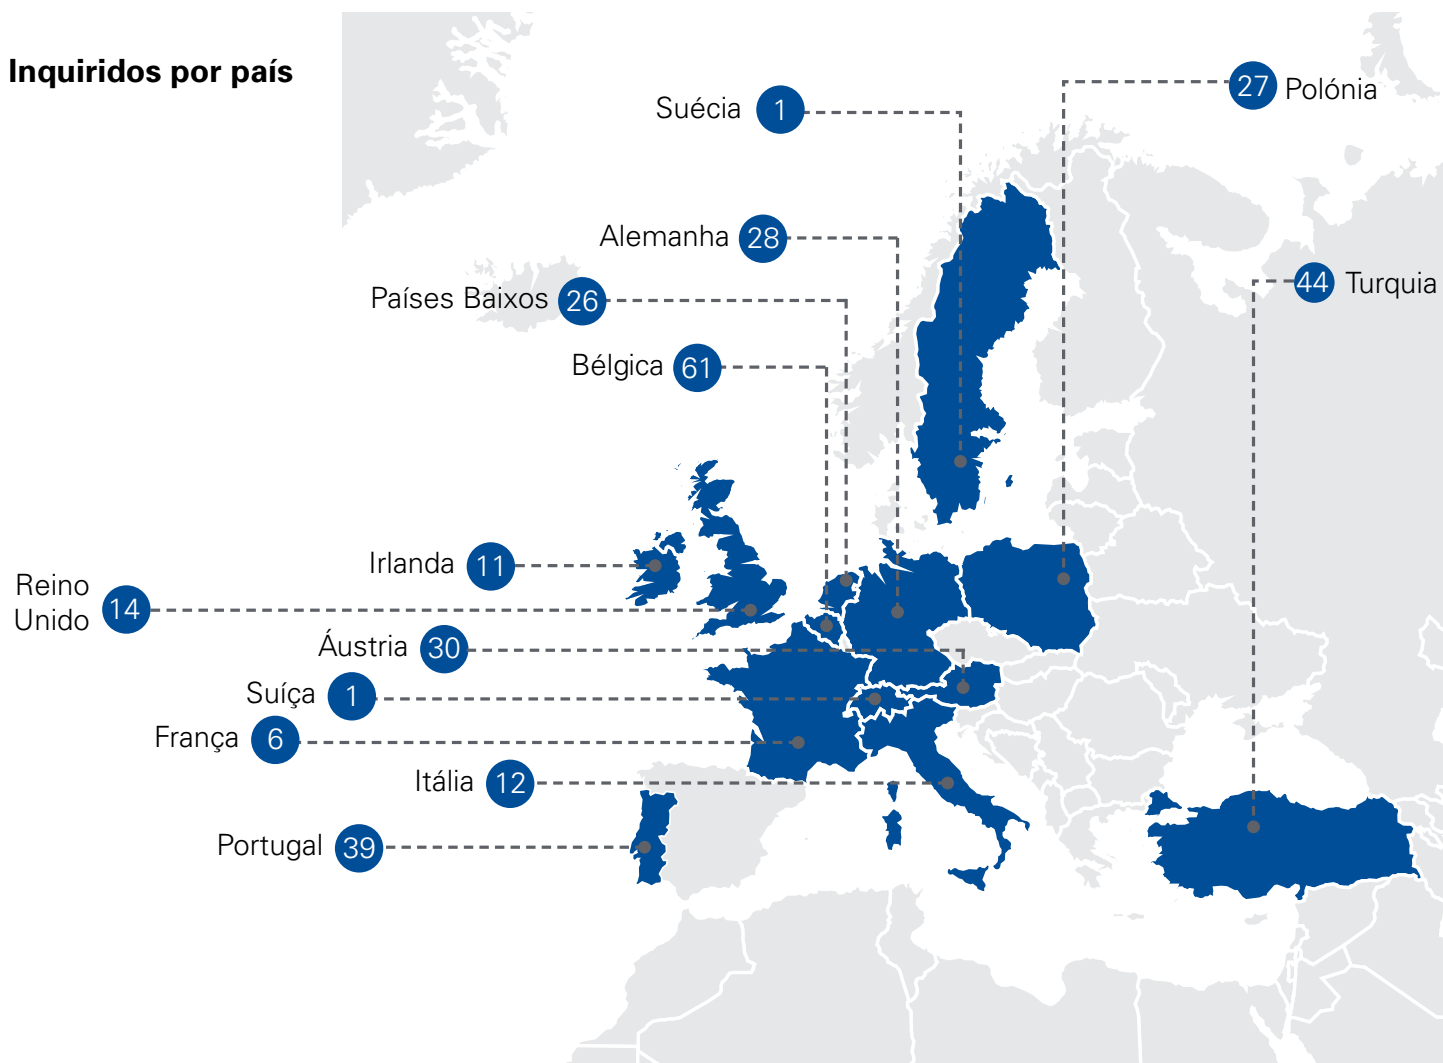 Inquiridos por país
27 Polónia
Suécia 1
Alemanha 28
44 Turquia
Países Baixos 26
Bélgica 61
Irlanda 11
Reino
Unido 14
Áustria 30
Suíça 1
França 6
Itália 12
Portugal 39